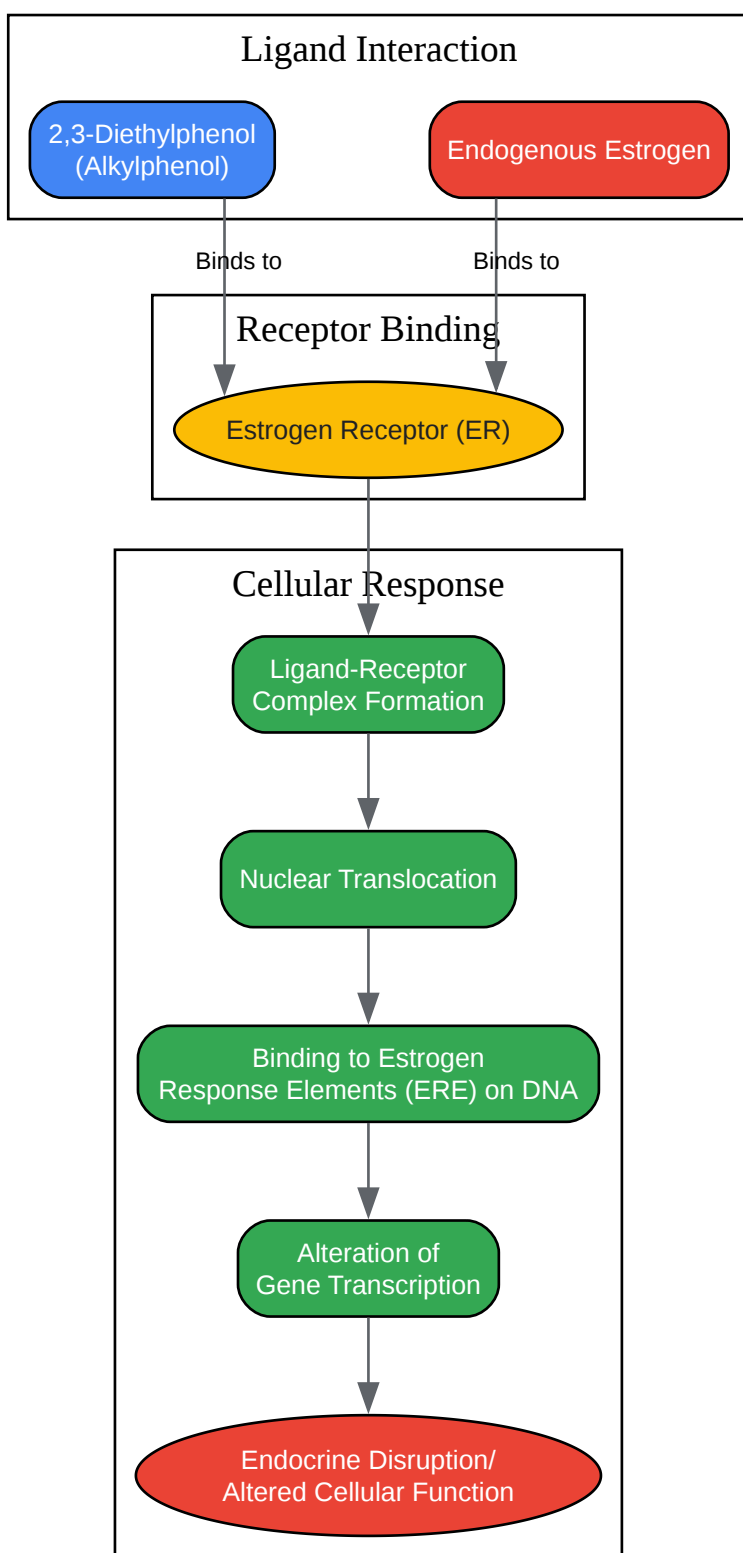 Ligand Interaction
2,3-Diethylphenol
(Alkylphenol)
Endogenous Estrogen
Binds to
Binds to
Receptor Binding
Estrogen Receptor (ER)
Cellular Response
Ligand-Receptor
Complex Formation
Nuclear Translocation
Binding to Estrogen
Response Elements (ERE) on DNA
Alteration of
Gene Transcription
Endocrine Disruption/
Altered Cellular Function